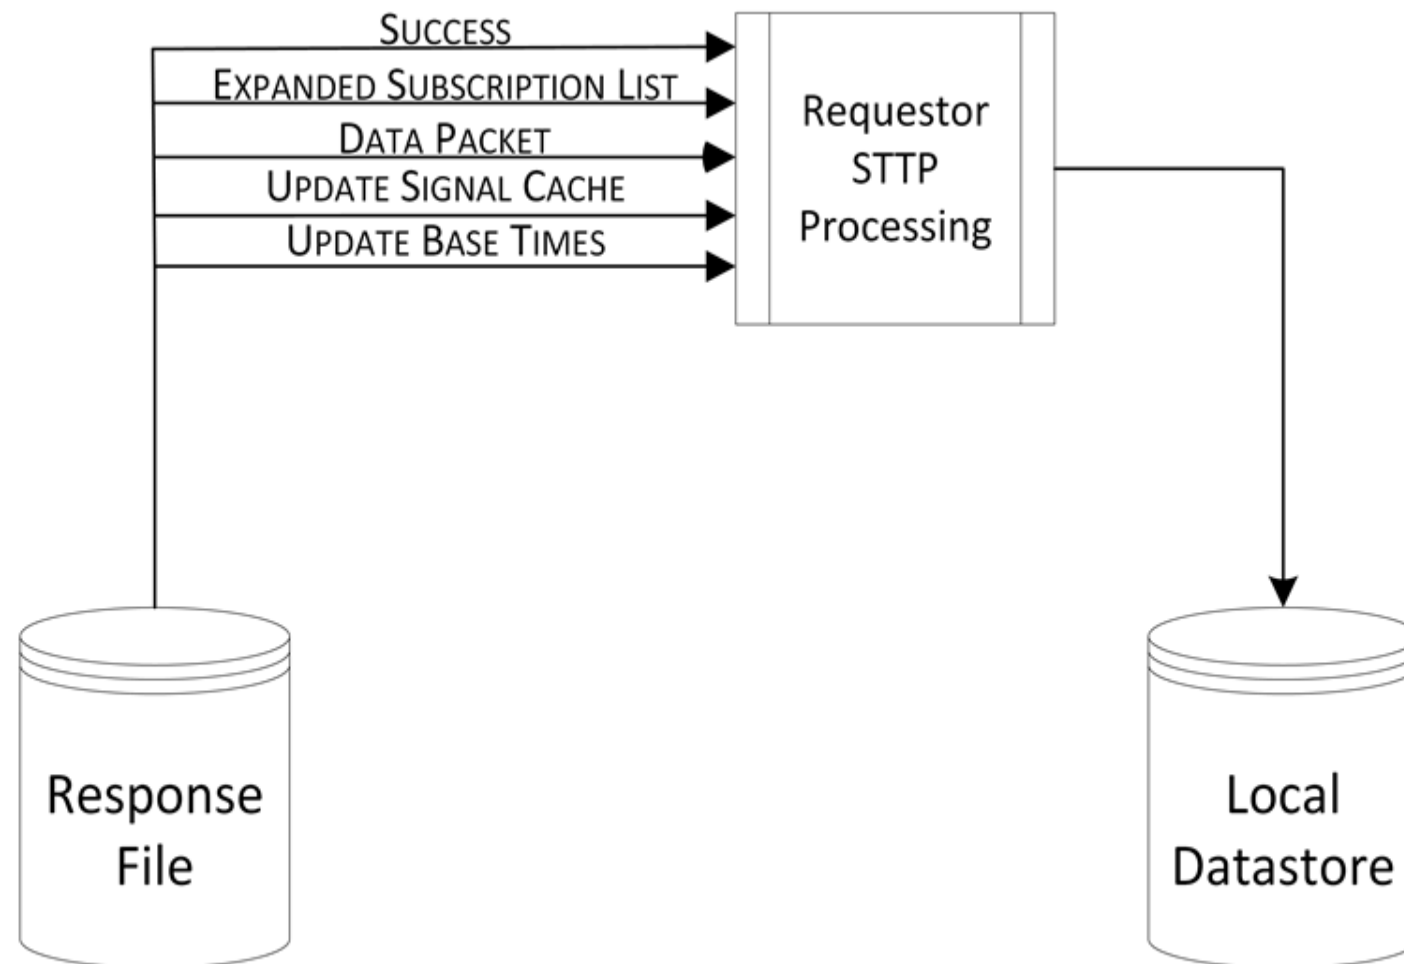 SUCCESS
EXPANDED SUBSCRIPTION LIST
DATA PACKET
UPDATE SIGNAL CACHE
UPDATE BASE TIMES
Requestor
STTP
Processing
Response
File
Local
Datastore